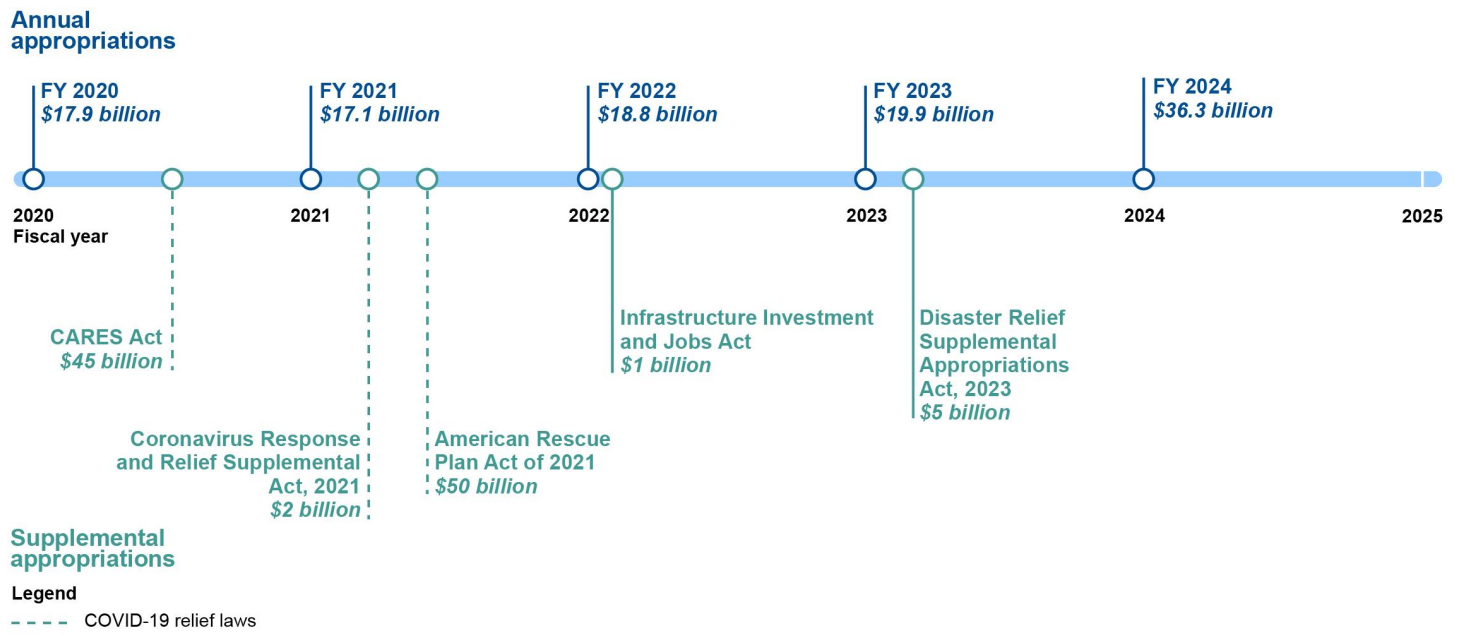 Annual
appropriations
FY 2020
$17.9 billion
FY 2021
$17.1 billion
FY 2022
$18.8 billion
FY 2023
$19.9 billion
FY 2024
$36.3 billion
2020
Fiscal year
2021
2022
2023
2024
2025
CARES Act
$45 billion
Coronavirus Response
and Relief Supplemental
Act, 2021
$2 billion
American Rescue
Plan Act of 2021
$50 billion
Infrastructure Investment
and Jobs Act
$1 billion
Disaster Relief
Supplemental
Appropriations
Act, 2023
$5 billion
Supplemental
appropriations
Legend
COVID-19 relief laws